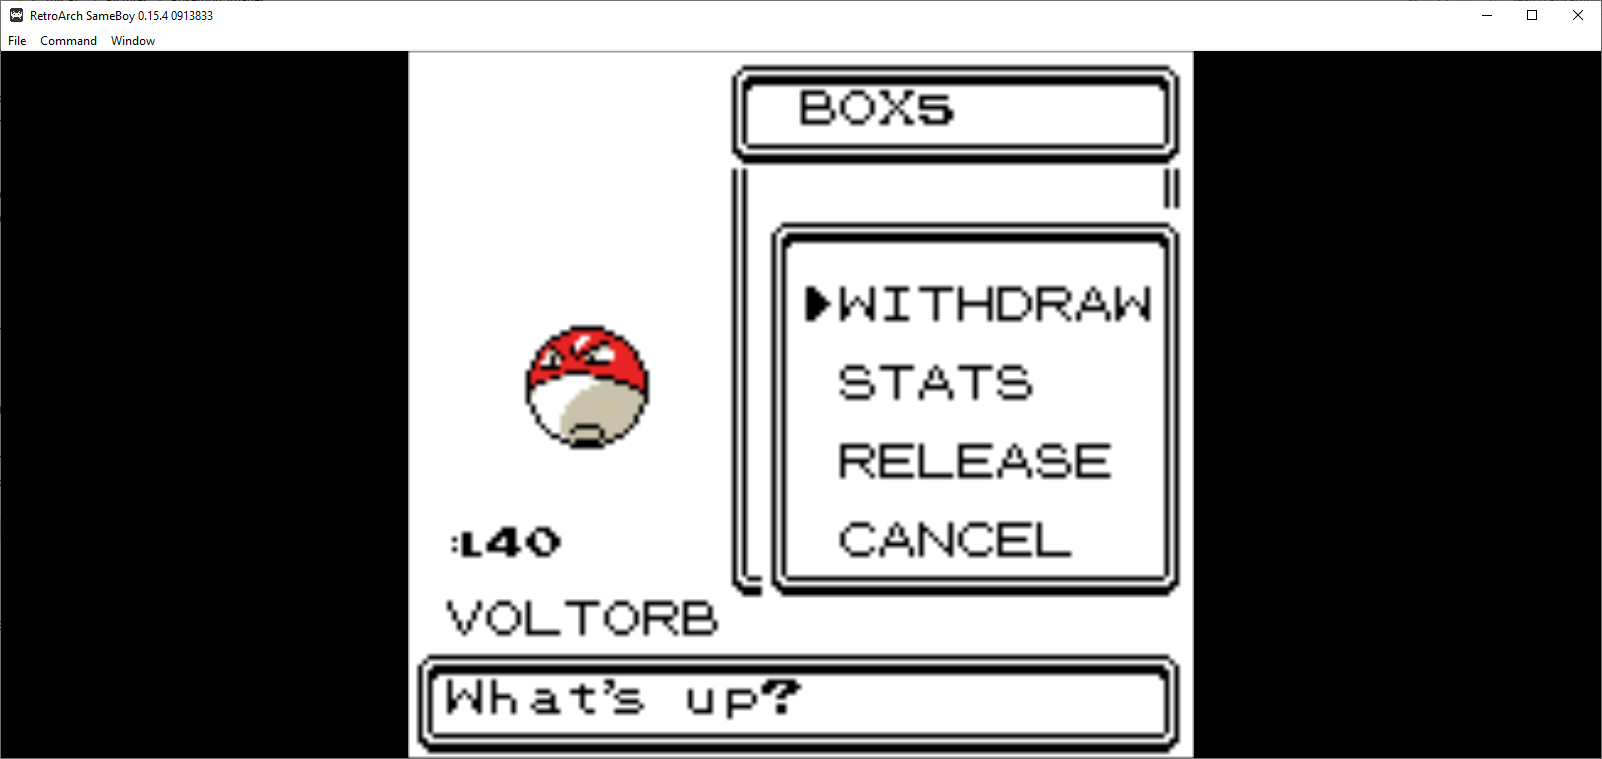 RetroArch SameBoy 0.15.4 0913833
File Command Window
BOX5
WITHDRAW
STATS
RELEASE
CANCEL
:L40
VOLTORB
What's up?